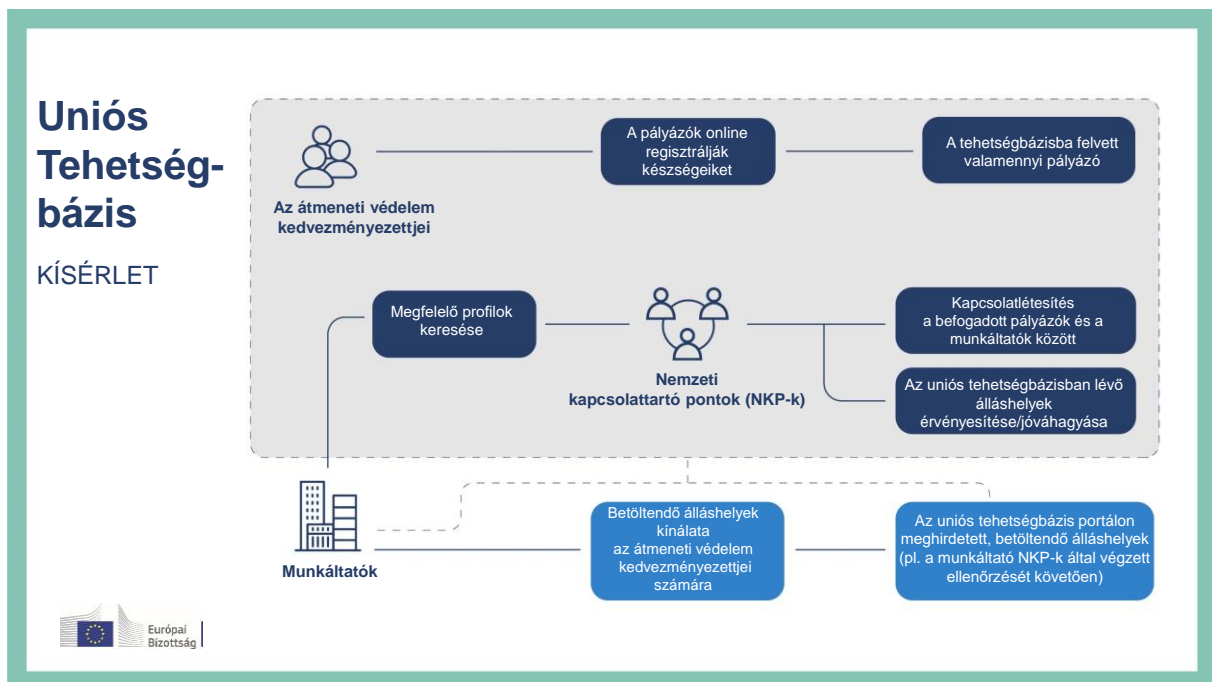 Uniós
Tehetség-
bázis
KÍSÉRLET
Az átmeneti védelem
kedvezményezettjei
A pályázók online
regisztrálják
készségeiket
A tehetségbázisba felvett
valamennyi pályázó
Megfelelő profilok
keresése
Nemzeti
kapcsolattartó pontok (NKP-k)
Kapcsolatlétesítés
a befogadott pályázók és a
munkáltatók között
Az uniós tehetségbázisban lévő
álláshelyek
érvényesítése/jóváhagyása
Munkáltatók
Betöltendő álláshelyek
kínálata
az átmeneti védelem
kedvezményezettjei
számára
Az uniós tehetségbázis portálon
meghirdetett, betöltendő álláshelyek
(pl. a munkáltató NKP-k által végzett
ellenőrzését követően)
Európai
Bizottság